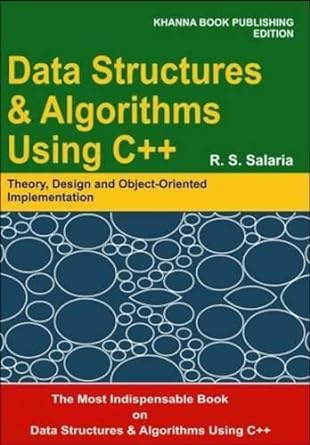 KHANNA BOOK PUBLISHING
EDITION
Data Structures
& Algorithms
Using C++
R. S. Salaria
Theory, Design and Object-Oriented
Implementation
The Most Indispensable Book
on
Data Structures & Algorithms Using C++